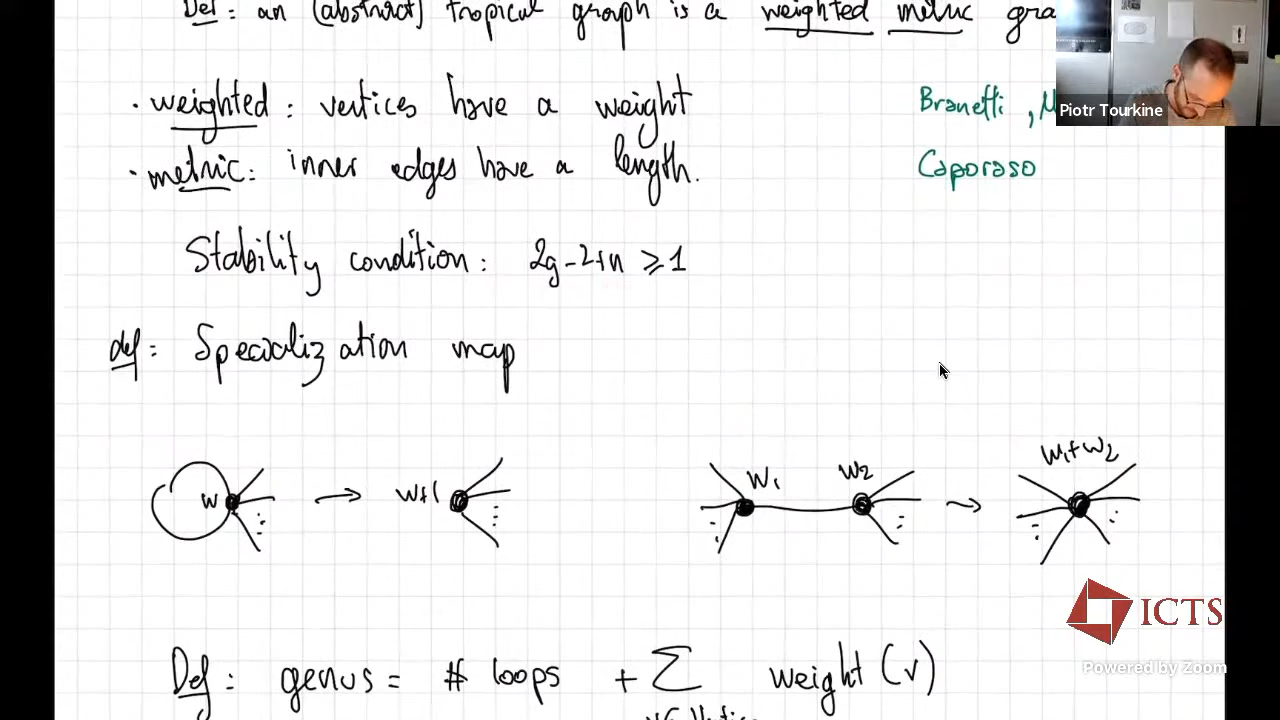 Def: an (abstract) tropical graph is a weighted metric gra
Piotr Tourkine
· weighted: vertices have a weight
Branetti , M
· metric: inner edges have a length.
Caporaso
Stability condition: 2g-2+n ≥ 1
def: Specialization map
w → w+1
w1 w2 → w1+w2
ICTS
Powered by Zoom
Def: genus = # loops + Σ weight(v)